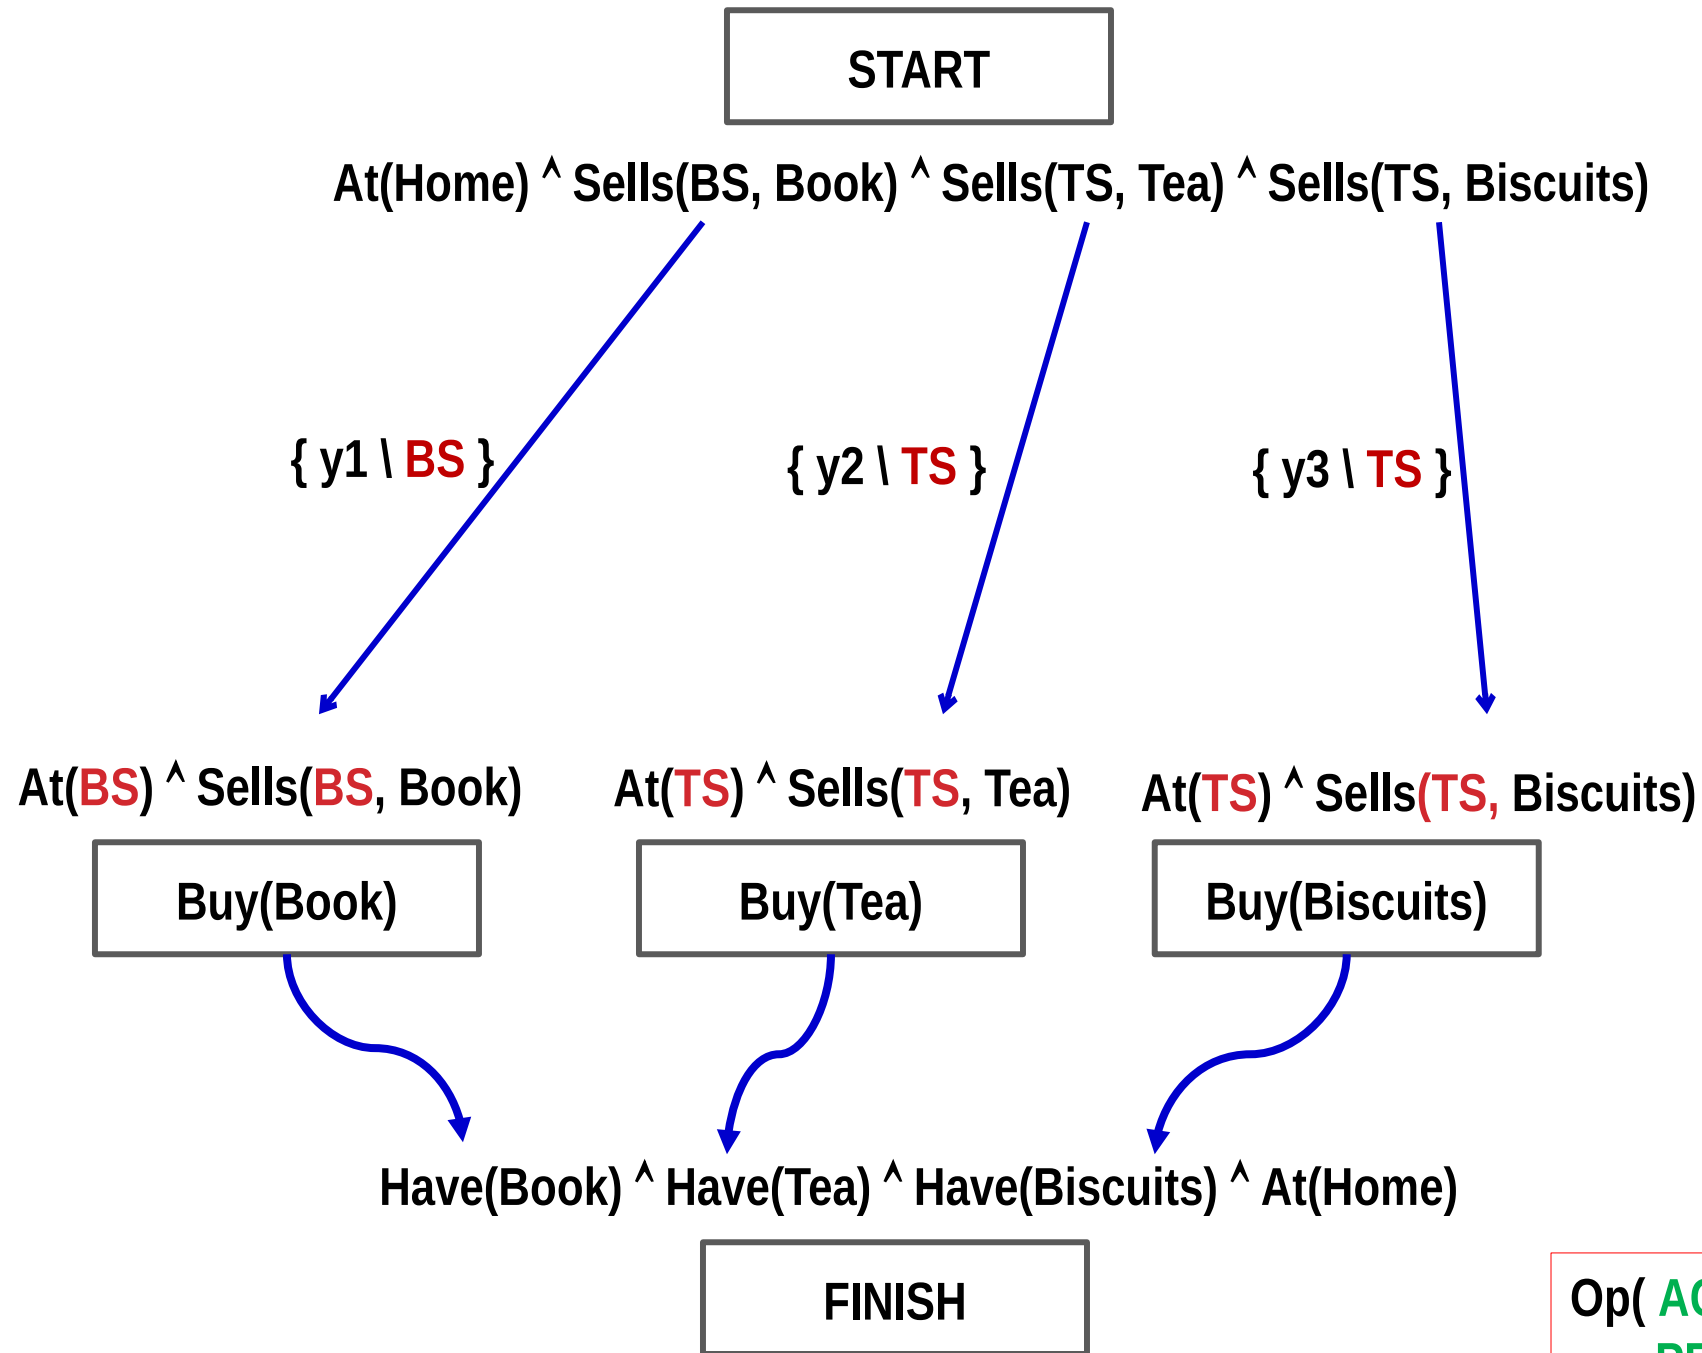 START
At(Home) ^ Sells(BS, Book) ^ Sells(TS, Tea) ^ Sells(TS, Biscuits)
{ y1 \ BS }
{ y2 \ TS }
{ y3 \ TS }
At(BS) ^ Sells(BS, Book)
At(TS) ^ Sells(TS, Tea)
At(TS) ^ Sells(TS, Biscuits)
Buy(Book)
Buy(Tea)
Buy(Biscuits)
Have(Book) ^ Have(Tea) ^ Have(Biscuits) ^ At(Home)
FINISH
Op(